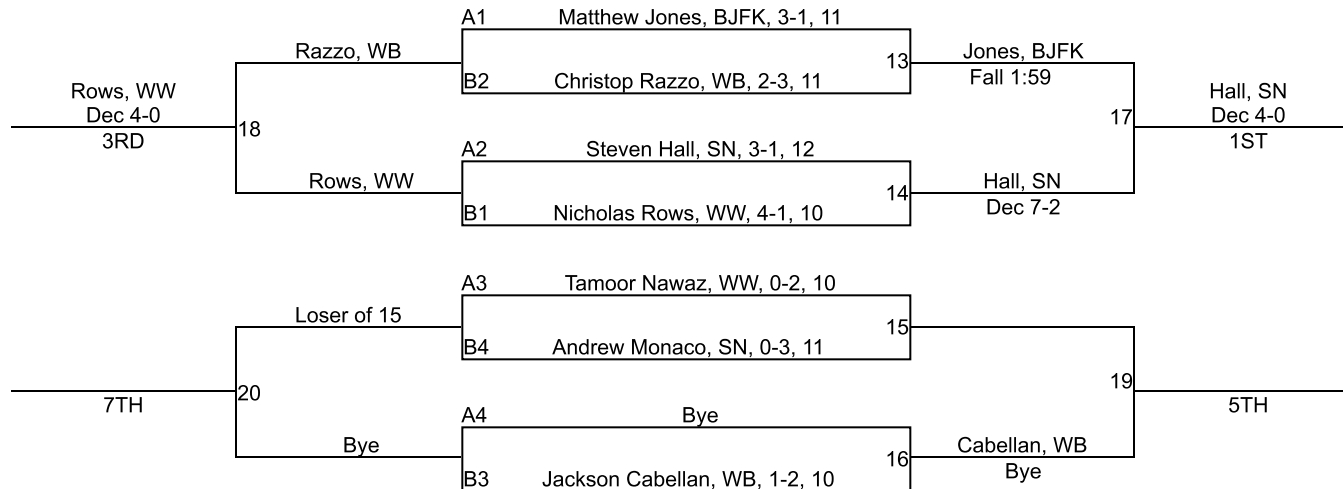 A1 Matthew Jones, BJFK, 3-1, 11
Razzo, WB
13
Jones, BJFK
B2 Christop Razzo, WB, 2-3, 11
Fall 1:59
Rows, WW
Dec 4-0
3RD
18
17
Hall, SN
Dec 4-0
1ST
A2 Steven Hall, SN, 3-1, 12
Rows, WW
14
Hall, SN
B1 Nicholas Rows, WW, 4-1, 10
Dec 7-2
A3 Tamoor Nawaz, WW, 0-2, 10
Loser of 15
15
B4 Andrew Monaco, SN, 0-3, 11
7TH
20
19
5TH
A4 Bye
Bye
16
Cabellan, WB
B3 Jackson Cabellan, WB, 1-2, 10
Bye